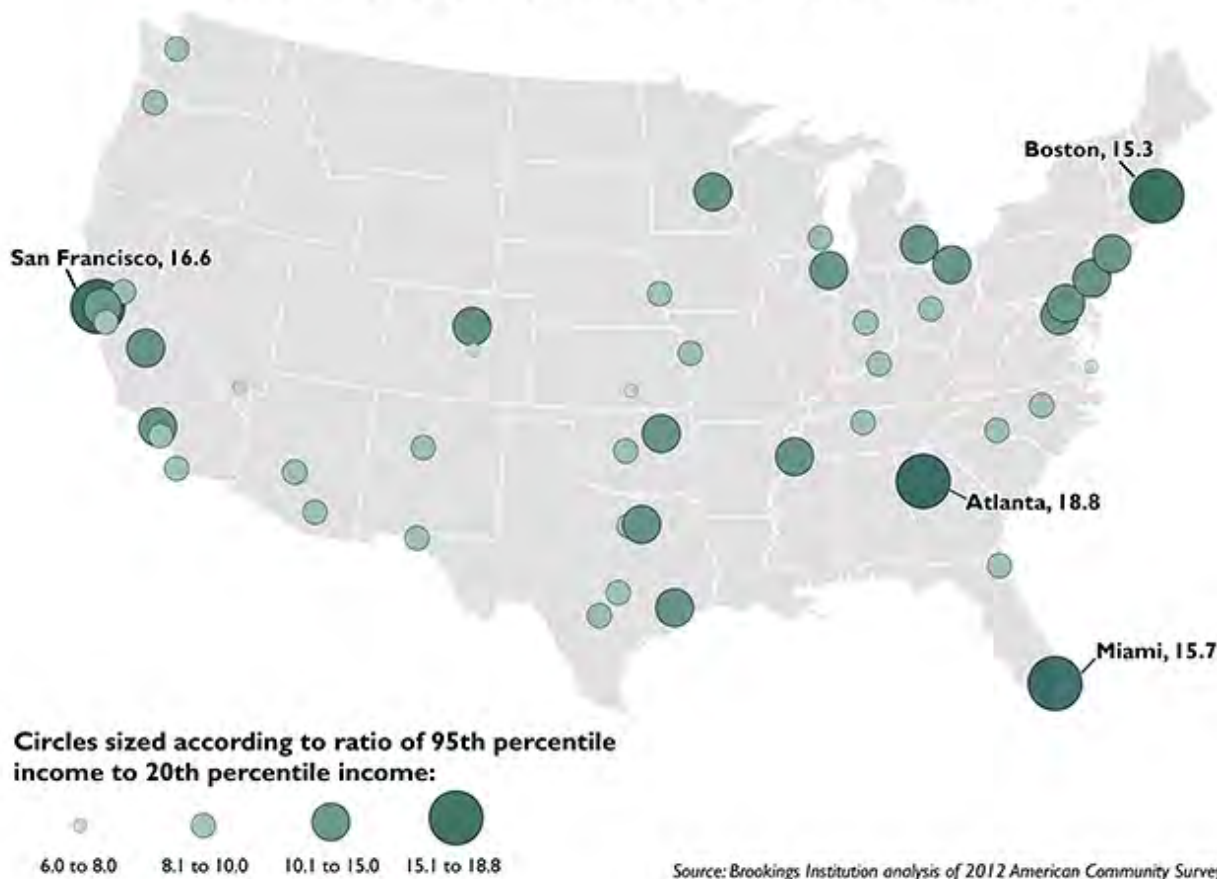 Boston, 15.3
San Francisco, 16.6
Atlanta, 18.8
Miami, 15.7
Circles sized according to ratio of 95th percentile
income to 20th percentile income:
6.0 to 8.0 8.1 to 10.0 10.1 to 15.0 15.1 to 18.8
Source: Brookings Institution analysis of 2012 American Community Survey